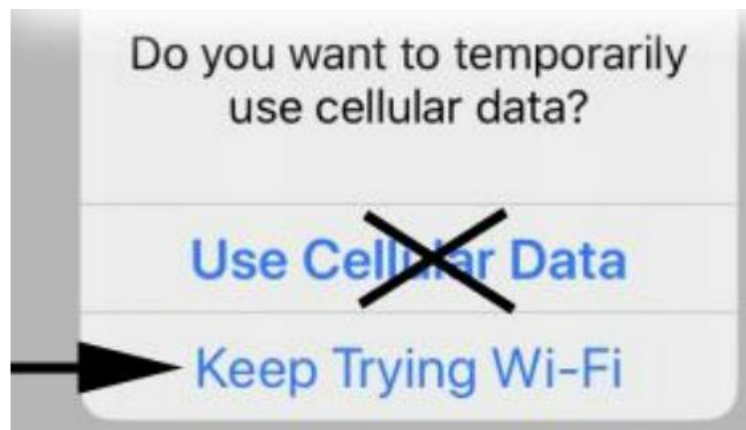 Do you want to temporarily
use cellular data?
Use Cellular Data
Keep Trying Wi-Fi